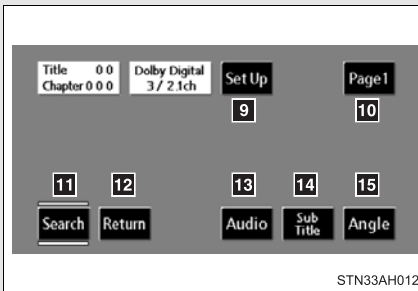 Title 0 0
Chapter 0 0 0
Dolby Digital
3 / 2.1ch
Set Up
Page1
9
10
11
12
13
14
15
Search
Return
Audio
Sub
Title
Angle
STN33AH012